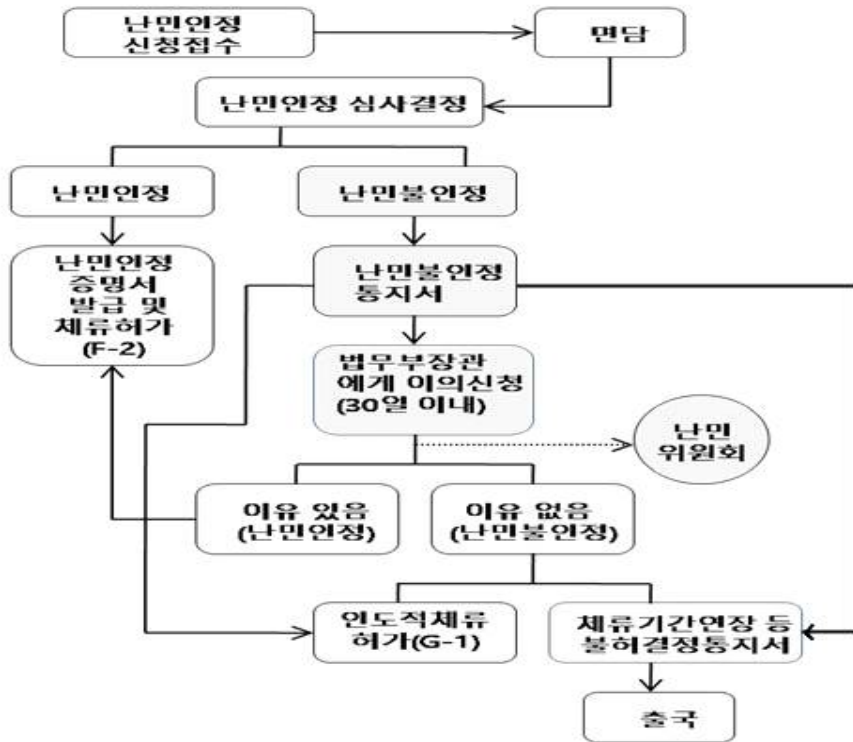 난민인정
신청접수
면담
난민인정 심사결정
난민인정
난민불인정
난민인정
증명서
발급 및
체류허가
(F-2)
난민불인정
통지서
법무부장관
에게 이의신청
(30일 이내)
난민
위원회
이유 있음
(난민인정)
이유 없음
(난민불인정)
인도적체류
허가(G-1)
체류기간연장 등
불허결정통지서
출국